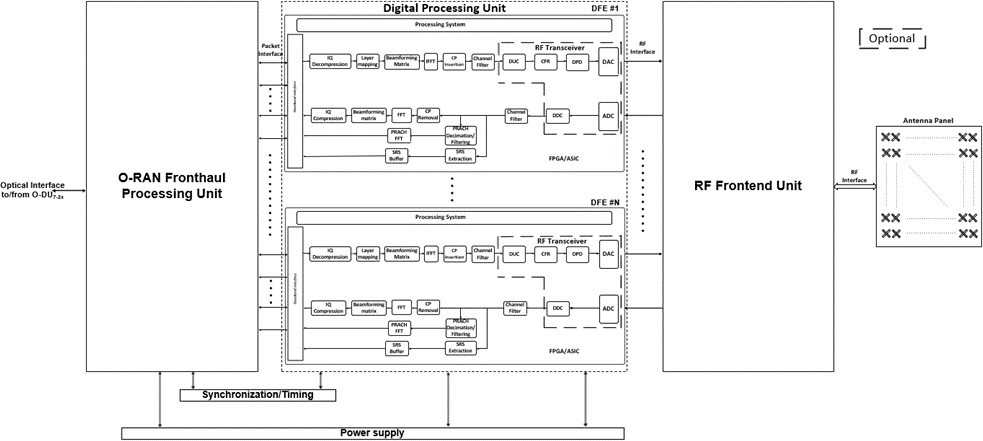 Digital Processing Unit
DFE #1
Processing System
Packet
Interface
IQ
Decompression
Layer
mapping
Beamforming
Matrix
IFFT
CP
Insertion
Channel
Filter
RF Transceiver
DUC
CFR
DPD
DAC
RF
Interface
Optional
IQ
Compression
Beamforming
matrix
FFT
CP
Removal
Channel
Filter
DDC
ADC
PRACH
FFT
PRACH
Decimation/
Filtering
SRS
Buffer
SRS
Extraction
FPGA/ASIC
Antenna Panel
O-RAN Fronthaul
Processing Unit
Optical Interface
to/from O-DU7-2x
RF Frontend Unit
RF
Interface
DFE #N
Processing System
IQ
Decompression
Layer
mapping
Beamforming
Matrix
IFFT
CP
Insertion
Channel
Filter
RF Transceiver
DUC
CFR
DPD
DAC
IQ
Compression
Beamforming
matrix
FFT
CP
Removal
Channel
Filter
DDC
ADC
PRACH
FFT
PRACH
Decimation/
Filtering
SRS
Buffer
SRS
Extraction
FPGA/ASIC
Synchronization/Timing
Power supply